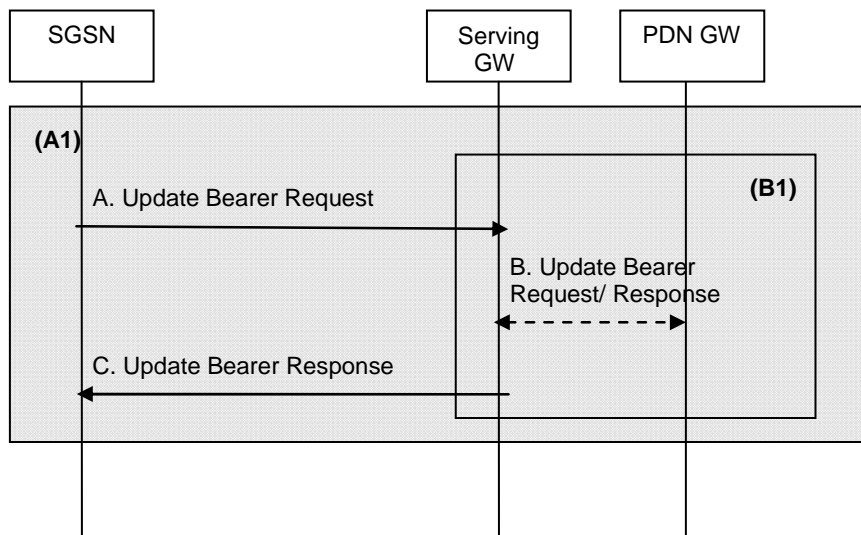 SGSN
Serving
GW
PDN GW
(A1)
(B1)
A. Update Bearer Request
B. Update Bearer
Request/ Response
C. Update Bearer Response